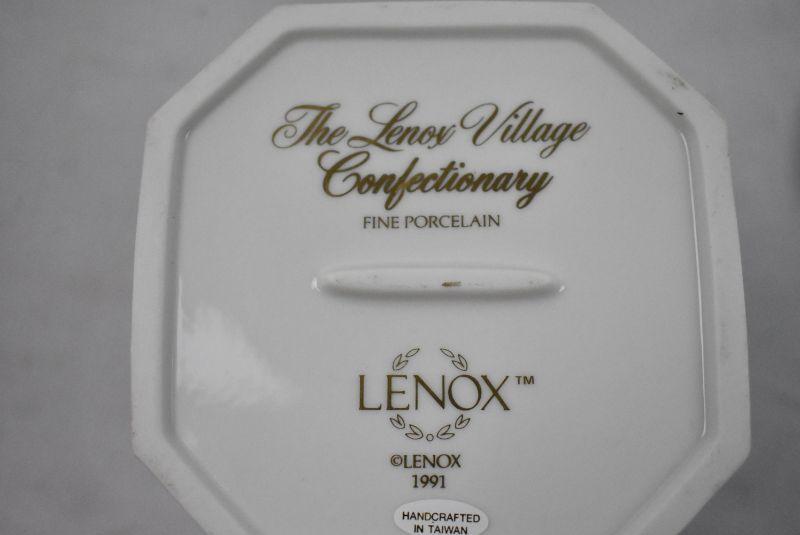 The Lenox Village
Confectionary
FINE PORCELAIN
LENOX™
©LENOX
1991
HANDCRAFTED
IN TAIWAN